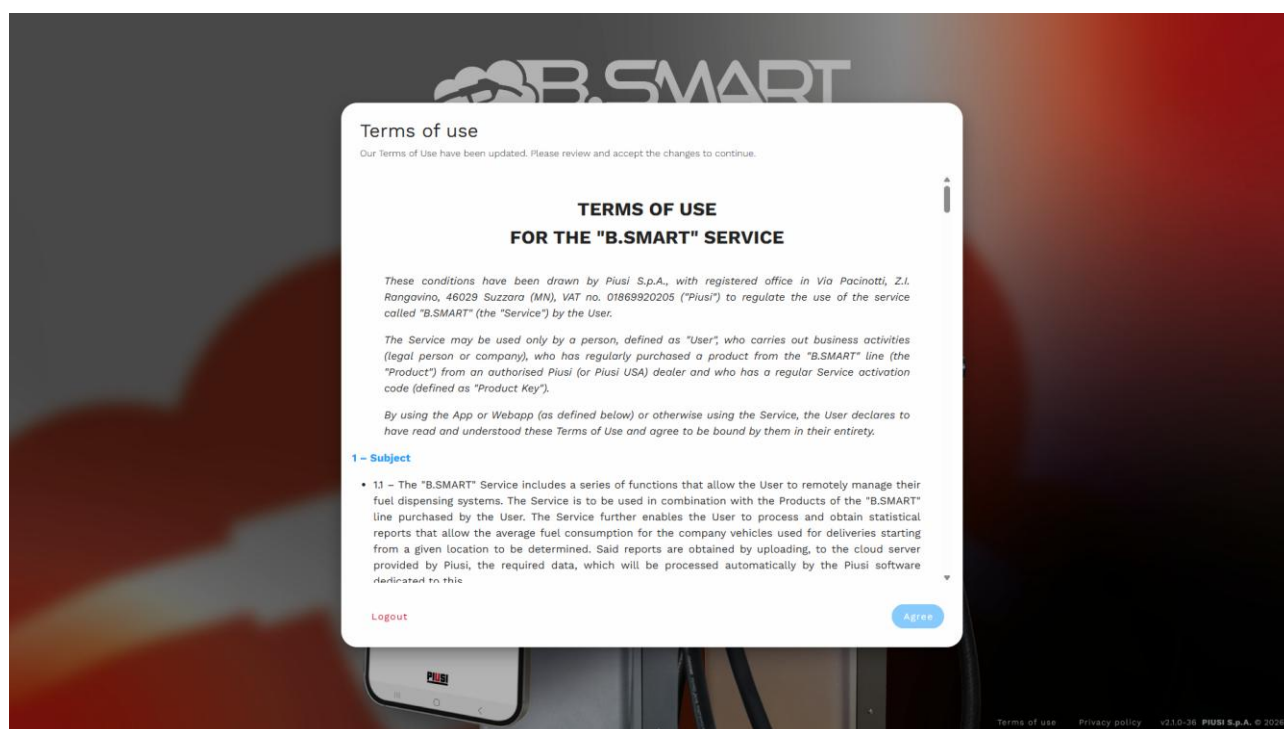 B.SMART
Terms of use
Our Terms of Use have been updated. Please review and accept the changes to continue.
TERMS OF USE
FOR THE "B.SMART" SERVICE
These conditions have been drawn by Piusi S.p.A., with registered office in Via Pacinotti, Z.I.
Rangavino, 46029 Suzzara (MN), VAT no. 01869920205 ("Piusi") to regulate the use of the service
called "B.SMART" (the "Service") by the User.
The Service may be used only by a person, defined as "User", who carries out business activities
(legal person or company), who has regularly purchased a product from the "B.SMART" line (the
"Product") from an authorised Piusi (or Piusi USA) dealer and who has a regular Service activation
code (defined as "Product Key").
By using the App or Webapp (as defined below) or otherwise using the Service, the User declares to
have read and understood these Terms of Use and agree to be bound by them in their entirety.
1 – Subject
• 1.1 – The "B.SMART" Service includes a series of functions that allow the User to remotely manage their
fuel dispensing systems. The Service is to be used in combination with the Products of the "B.SMART"
line purchased by the User. The Service further enables the User to process and obtain statistical
reports that allow the average fuel consumption for the company vehicles used for deliveries starting
from a given location to be determined. Said reports are obtained by uploading, to the cloud server
provided by Piusi, the required data, which will be processed automatically by the Piusi software
dedicated to this
Logout
Agree
PIUSI
Terms of use Privacy policy v2.1.0-36 PIUSI S.p.A. © 2026